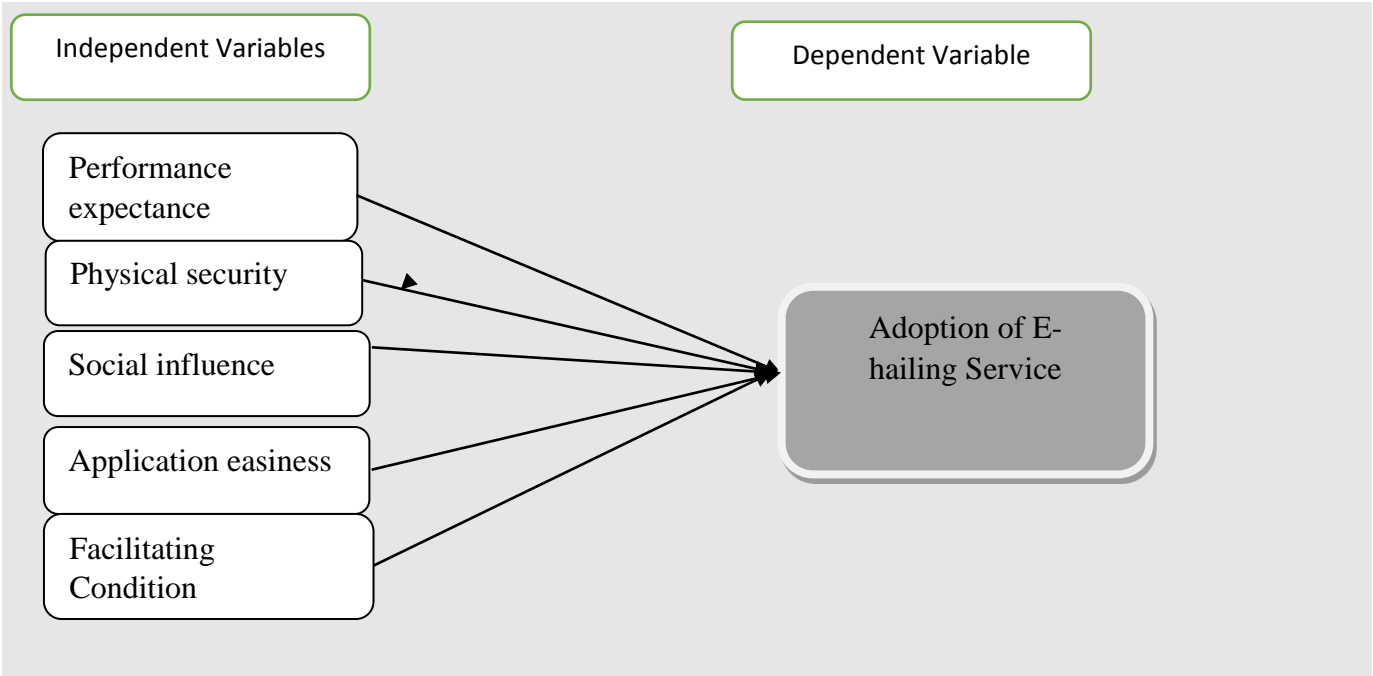 Independent Variables
Dependent Variable
Performance
expectance
Physical security
Social influence
Application easiness
Facilitating
Condition
Adoption of E-
hailing Service